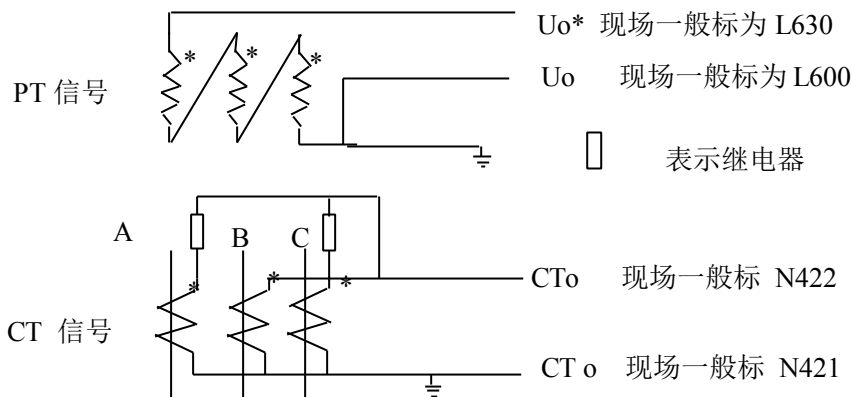 Uo* 现场一般标为 L630
* * *
PT 信号
Uo 现场一般标为 L600
表示继电器
A B C
* * *
CTo 现场一般标 N422
CT 信号
CT o 现场一般标 N421